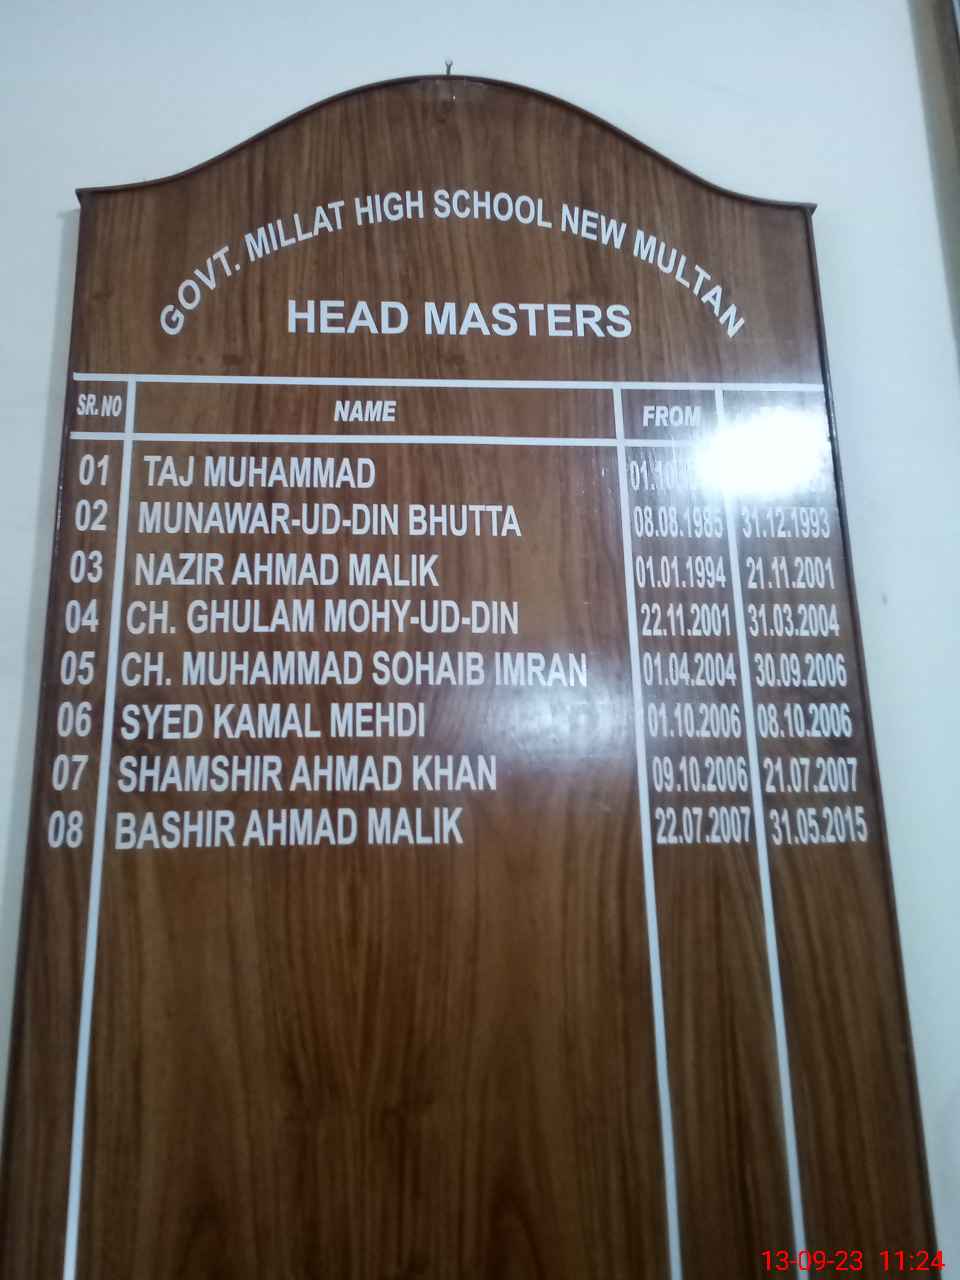 GOVT. MILLAT HIGH SCHOOL NEW MULTAN
HEAD MASTERS
SR. NO NAME FROM
01 TAJ MUHAMMAD
02 MUNAWAR-UD-DIN BHUTTA 08.08.1985 31.12.1993
03 NAZIR AHMAD MALIK 01.01.1994 21.11.2001
04 CH. GHULAM MOHY-UD-DIN 22.11.2001 31.03.2004
05 CH. MUHAMMAD SOHAIB IMRAN 01.04.2004 30.09.2006
06 SYED KAMAL MEHDI 01.10.2006 08.10.2006
07 SHAMSHIR AHMAD KHAN 09.10.2006 21.07.2007
08 BASHIR AHMAD MALIK 22.07.2007 31.05.2015
13-09-23 11:24